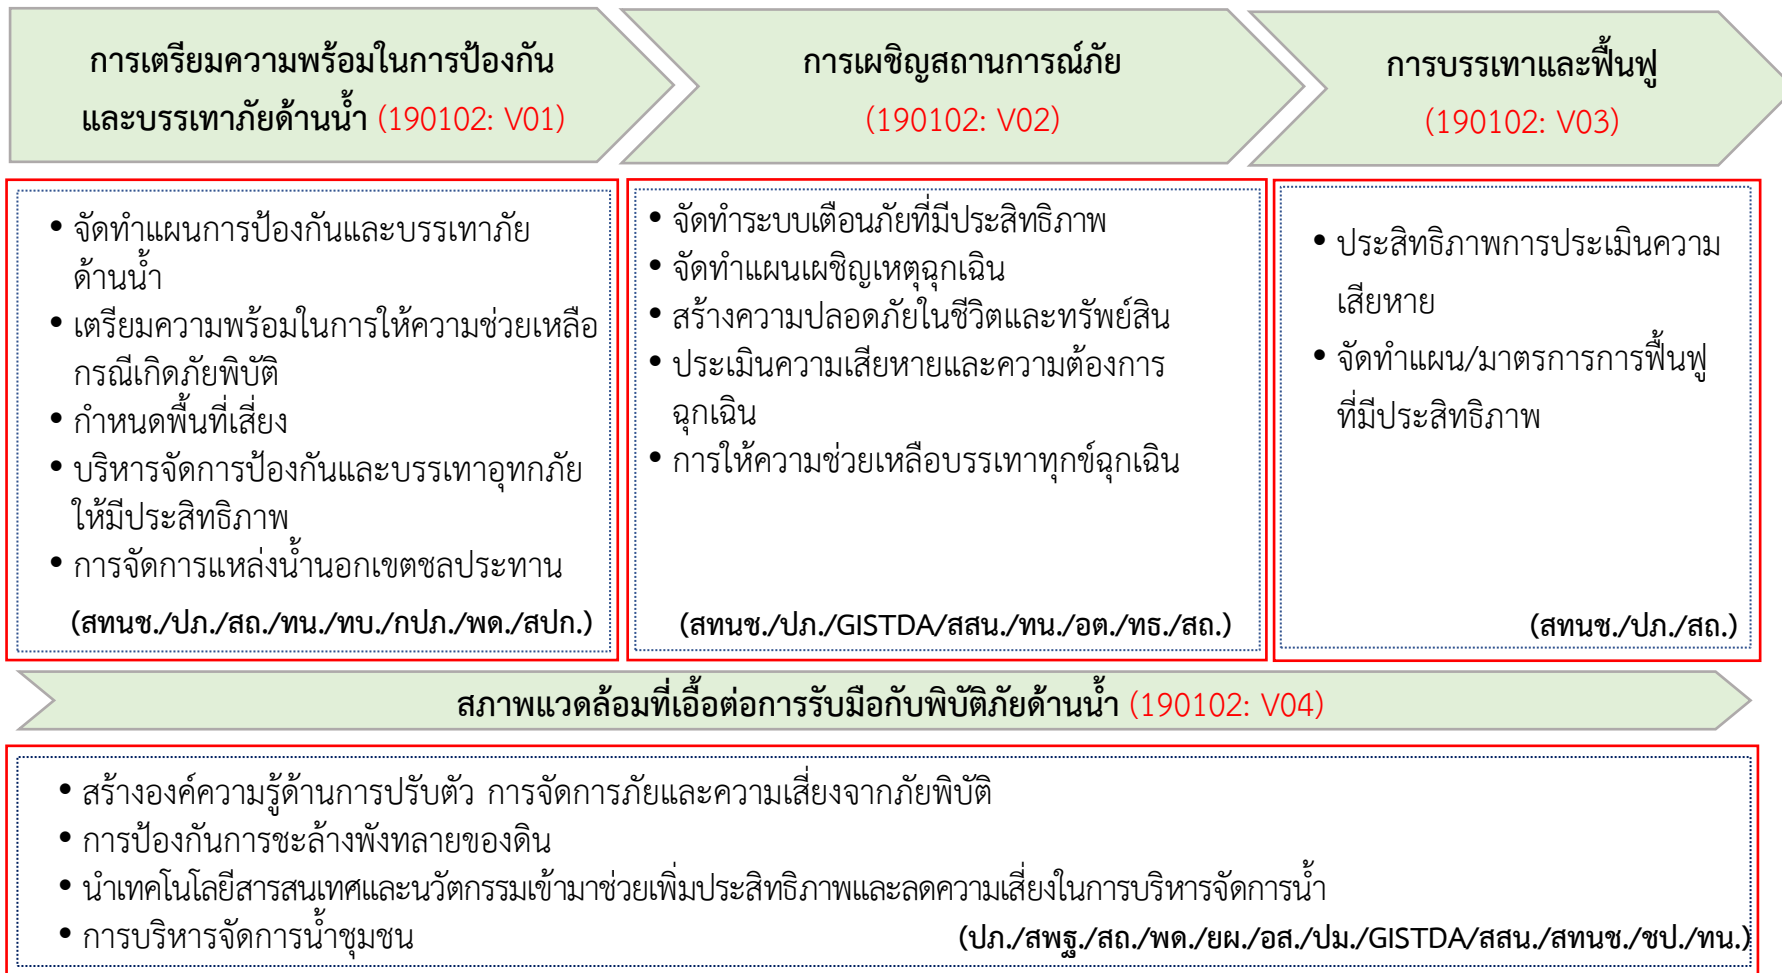 การเตรียมความพร้อมในการป้องกัน
และบรรเทาภัยด้านน้ำ (190102: V01)
การเผชิญสถานการณ์ภัย
(190102: V02)
การบรรเทาและฟื้นฟู
(190102: V03)
• จัดทำแผนการป้องกันและบรรเทาภัย
ด้านน้ำ
• เตรียมความพร้อมในการให้ความช่วยเหลือ
กรณีเกิดภัยพิบัติ
• กำหนดพื้นที่เสี่ยง
• บริหารจัดการป้องกันและบรรเทาอุทกภัย
ให้มีประสิทธิภาพ
• การจัดการแหล่งน้ำนอกเขตชลประทาน
(สทนช./ปภ./สถ./ทน./ทบ./กปภ./พด./สปก.)
• จัดทำระบบเตือนภัยที่มีประสิทธิภาพ
• จัดทำแผนเผชิญเหตุฉุกเฉิน
• สร้างความปลอดภัยในชีวิตและทรัพย์สิน
• ประเมินความเสียหายและความต้องการ
ฉุกเฉิน
• การให้ความช่วยเหลือบรรเทาทุกข์ฉุกเฉิน
(สทนช./ปภ./GISTDA/สสน./ทน./อต./ทธ./สถ.)
• ประสิทธิภาพการประเมินความ
เสียหาย
• จัดทำแผน/มาตรการการฟื้นฟู
ที่มีประสิทธิภาพ
(สทนช./ปภ./สถ.)
สภาพแวดล้อมที่เอื้อต่อการรับมือกับพิบัติภัยด้านน้ำ (190102: V04)
• สร้างองค์ความรู้ด้านการปรับตัว การจัดการภัยและความเสี่ยงจากภัยพิบัติ
• การป้องกันการชะล้างพังทลายของดิน
• นำเทคโนโลยีสารสนเทศและนวัตกรรมเข้ามาช่วยเพิ่มประสิทธิภาพและลดความเสี่ยงในการบริหารจัดการน้ำ
• การบริหารจัดการน้ำชุมชน
(ปภ./สพฐ./สถ./พด./ยผ./อส./ปม./GISTDA/สสน./สทนช./ชป./ทน.)